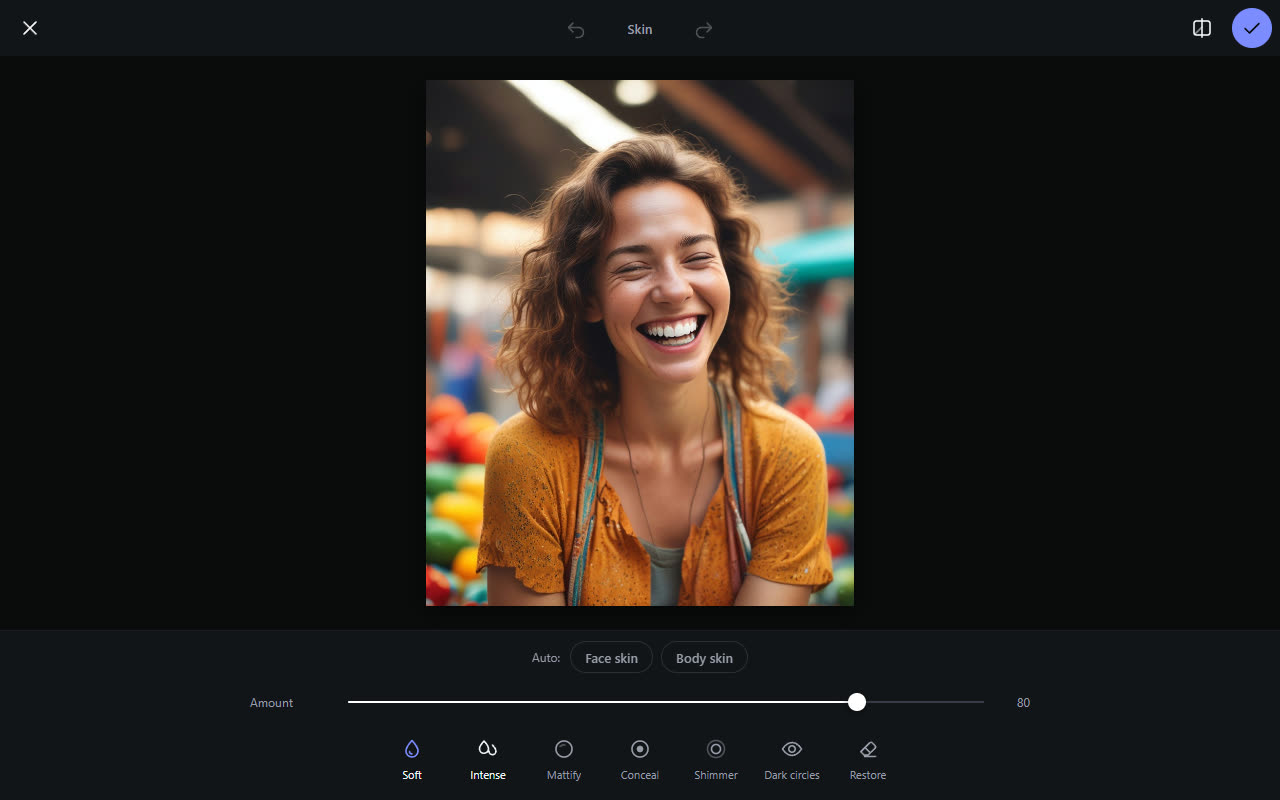 Skin
Auto: Face skin Body skin
Amount 80
Soft Intense Mattify Conceal Shimmer Dark circles Restore